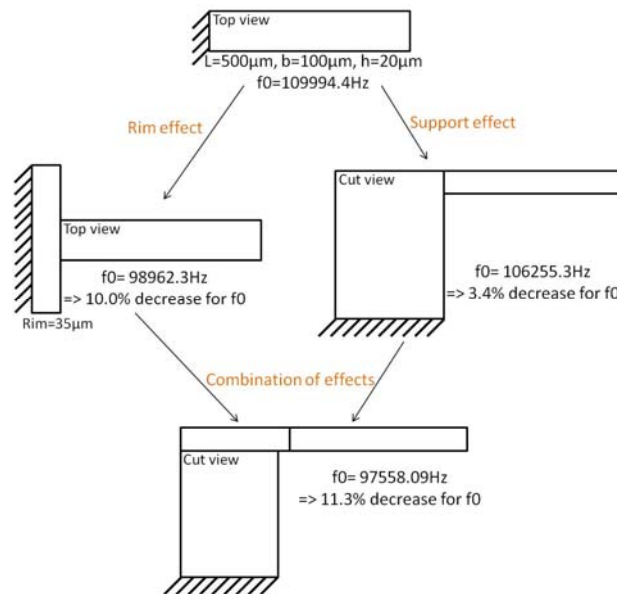 Top view
L=500µm, b=100µm, h=20µm
f0=109994.4Hz
Rim effect
Support effect
Cut view
Top view
f0= 98962.3Hz
=> 10.0% decrease for f0
Rim=35µm
f0= 106255.3Hz
=> 3.4% decrease for f0
Combination of effects
Cut view
f0= 97558.09Hz
=> 11.3% decrease for f0